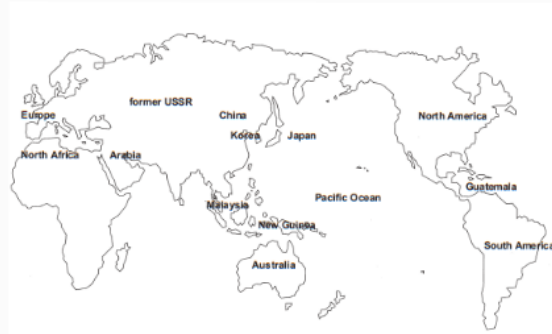 former USSR
China
Europpe
North America
Korea
Japan
North Africa
Arabia
Guatemala
Malaysia
Pacific Ocean
New Guinea
South America
Australia